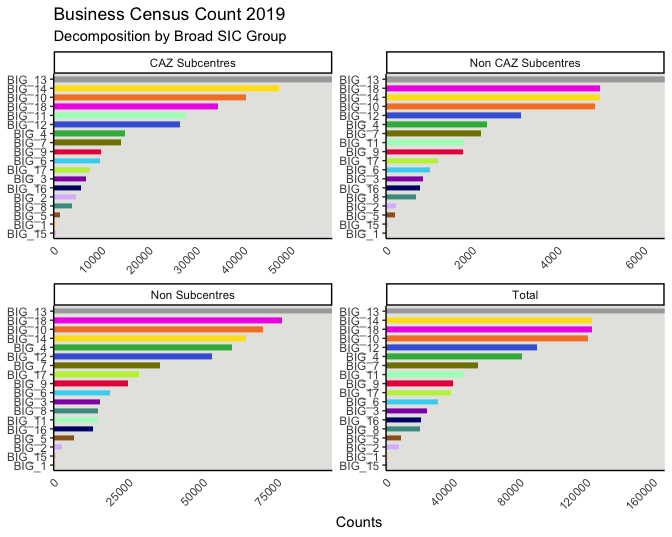 Business Census Count 2019
Decomposition by Broad SIC Group
CAZ Subcentres
BIG_13
BIG_14
BIG_10
BIG_18
BIG_11
BIG_12
BIG_4
BIG_7
BIG_9
BIG_6
BIG_17
BIG_3
BIG_16
BIG_2
BIG_8
BIG_5
BIG_1
BIG_15
0 10000 20000 30000 40000 50000
Non CAZ Subcentres
BIG_13
BIG_18
BIG_14
BIG_10
BIG_12
BIG_4
BIG_7
BIG_11
BIG_9
BIG_17
BIG_6
BIG_3
BIG_16
BIG_8
BIG_2
BIG_5
BIG_15
BIG_1
0 2000 4000 6000
Non Subcentres
BIG_13
BIG_18
BIG_10
BIG_14
BIG_4
BIG_12
BIG_7
BIG_17
BIG_9
BIG_6
BIG_3
BIG_8
BIG_11
BIG_16
BIG_5
BIG_2
BIG_15
BIG_1
0 25000 50000 75000
Total
BIG_13
BIG_14
BIG_18
BIG_10
BIG_12
BIG_4
BIG_7
BIG_11
BIG_9
BIG_17
BIG_6
BIG_3
BIG_16
BIG_8
BIG_5
BIG_2
BIG_1
BIG_15
0 40000 80000 120000 160000
Counts